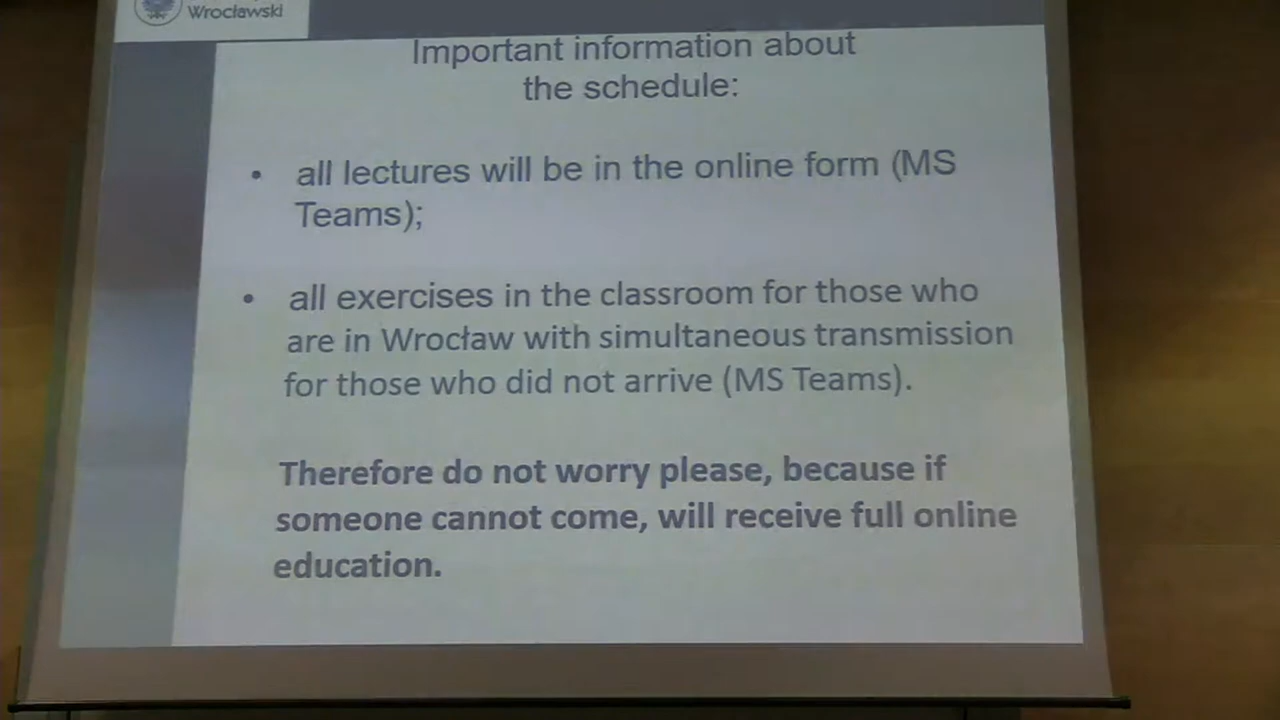 Wrocławski
Important information about
the schedule:
• all lectures will be in the online form (MS
Teams);
• all exercises in the classroom for those who
are in Wrocław with simultaneous transmission
for those who did not arrive (MS Teams).
Therefore do not worry please, because if
someone cannot come, will receive full online
education.